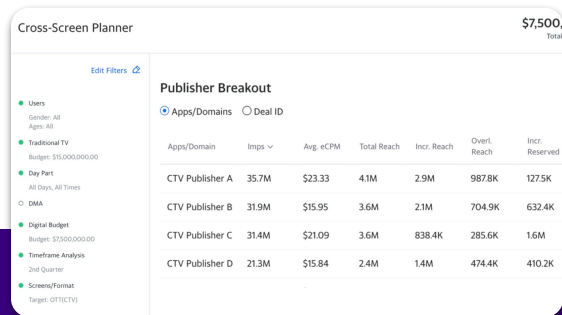 Cross-Screen Planner
$7,500,
Total
Edit Filters
Users
Gender: All
Ages: All
Traditional TV
Budget: $15,000,000.00
Day Part
All Days, All Times
DMA
Digital Budget
Budget: $7,500,000.00
Timeframe Analysis
2nd Quarter
Screens/Format
Target: OTT(CTV)
Publisher Breakout
Apps/Domains Deal ID
Apps/Domain Imps Avg. eCPM Total Reach Incr. Reach Overl. Reach Incr. Reserved
CTV Publisher A 35.7M $23.33 4.1M 2.9M 987.8K 127.5K
CTV Publisher B 31.9M $15.95 3.6M 2.1M 704.9K 632.4K
CTV Publisher C 31.4M $21.09 3.6M 838.4K 285.6K 1.6M
CTV Publisher D 21.3M $15.84 2.4M 1.4M 474.4K 410.2K